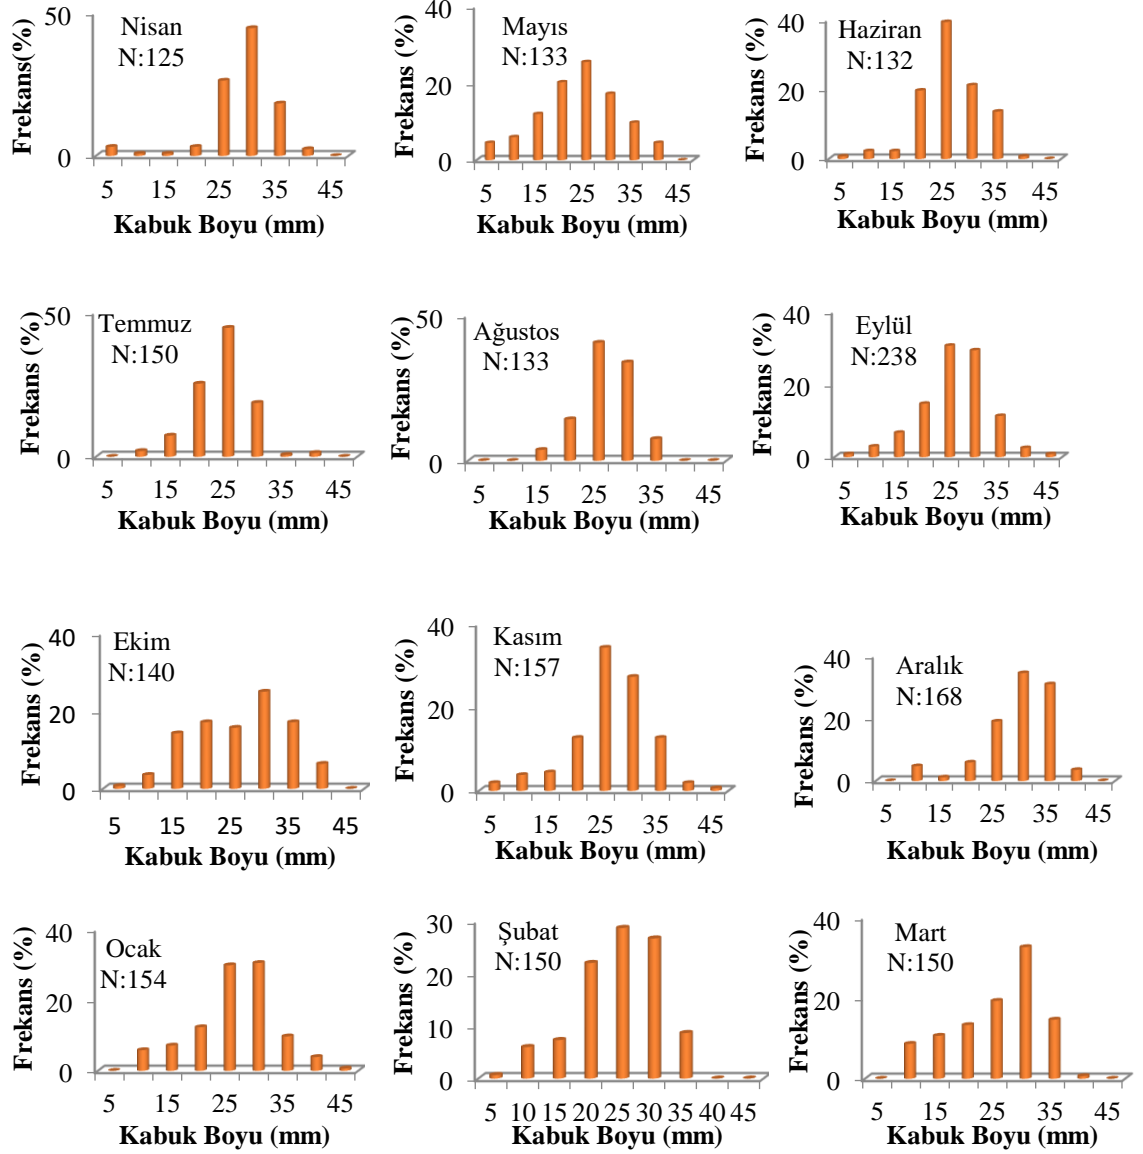 Nisan
N:125
Frekans(%)
50
0
5 15 25 35 45
Kabuk Boyu (mm)
Mayıs
N:133
Frekans (%)
40
20
0
5 15 25 35 45
Kabuk Boyu (mm)
Haziran
N:132
Frekans (%)
40
20
0
5 15 25 35 45
Kabuk Boyu (mm)
Temmuz
N:150
Frekans (%)
50
0
5 15 25 35 45
Kabuk Boyu (mm)
Ağustos
N:133
Frekans (%)
50
0
5 15 25 35 45
Kabuk Boyu (mm)
Eylül
N:238
Frekans (%)
40
20
0
5 15 25 35 45
Kabuk Boyu (mm)
Ekim
N:140
Frekans (%)
40
20
0
5 15 25 35 45
Kabuk Boyu (mm)
Kasım
N:157
Frekans (%)
40
20
0
5 15 25 35 45
Kabuk Boyu (mm)
Aralık
N:168
Frekans (%)
40
20
0
5 15 25 35 45
Kabuk Boyu (mm)
Ocak
N:154
Frekans (%)
40
20
0
5 15 25 35 45
Kabuk Boyu (mm)
Şubat
N:150
Frekans (%)
30
20
10
0
5 10 15 20 25 30 35 40 45
Kabuk Boyu (mm)
Mart
N:150
Frekans (%)
40
20
0
5 15 25 35 45
Kabuk Boyu (mm)